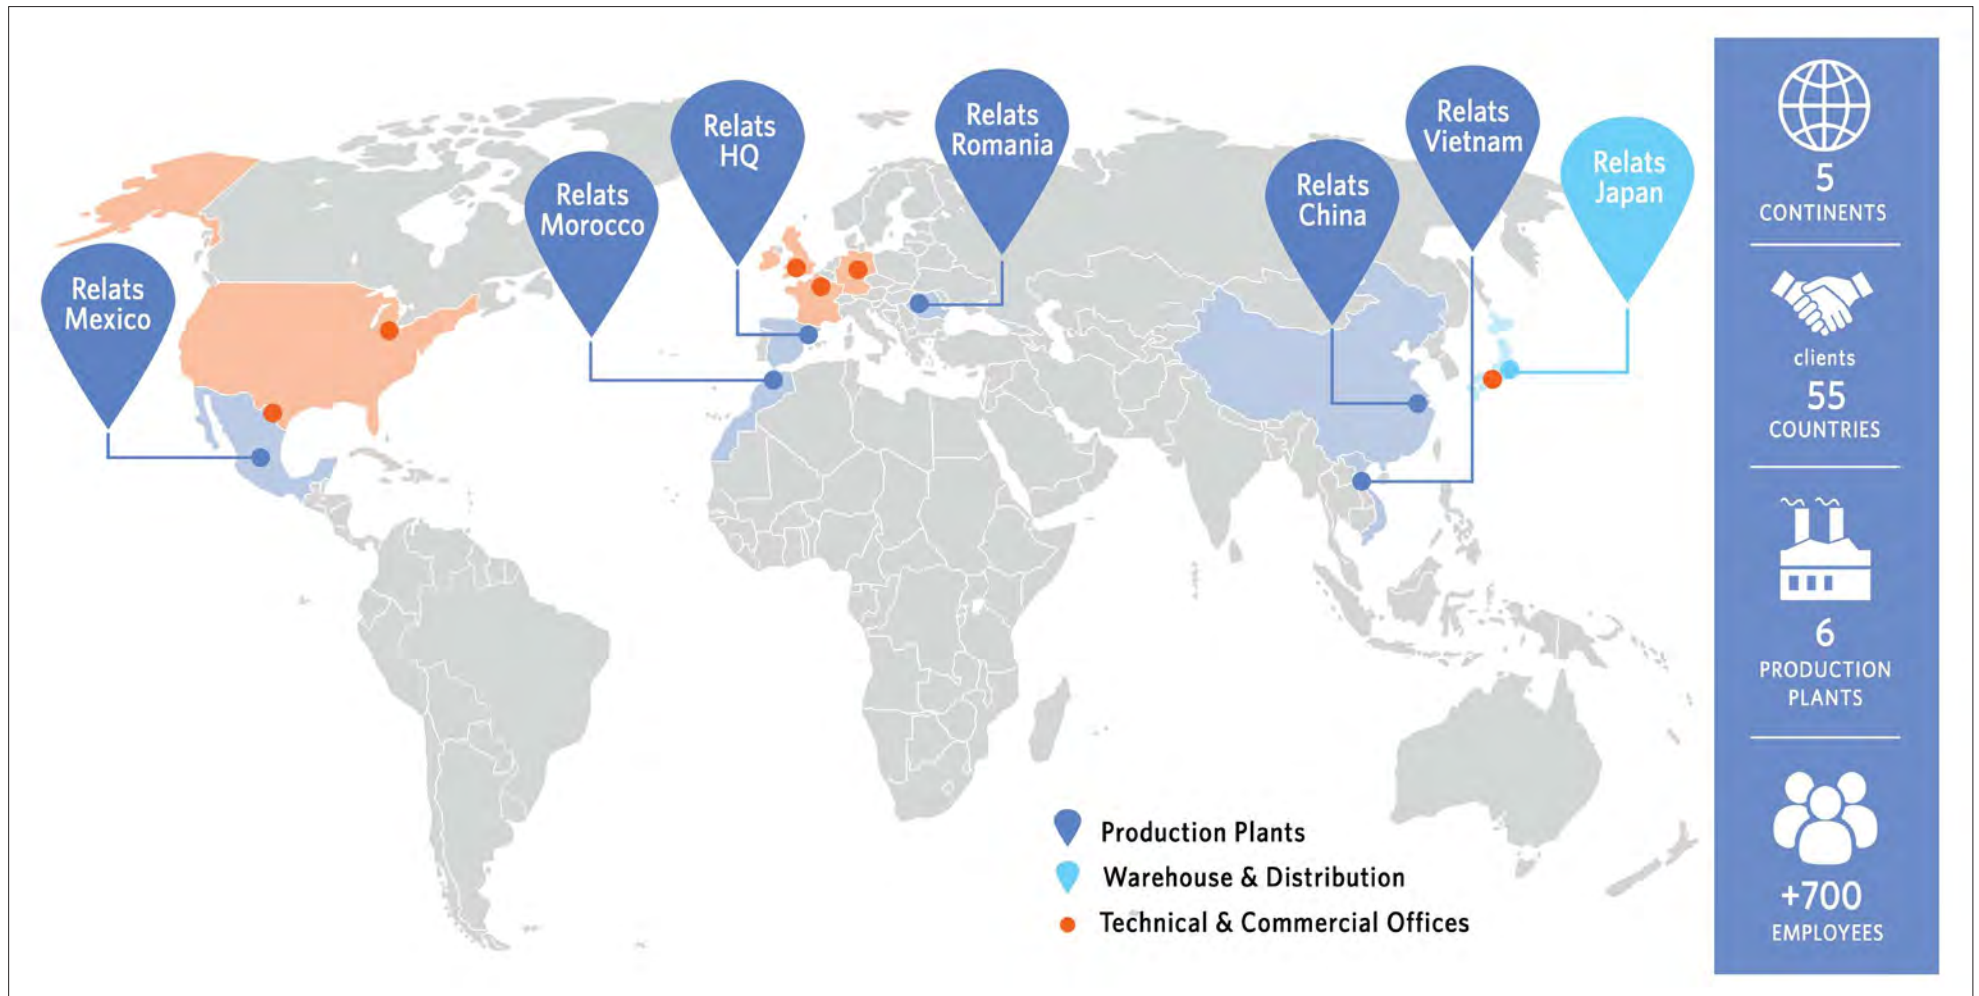 Relats
Mexico
Relats
Morocco
Relats
HQ
Relats
Romania
Relats
China
Relats
Vietnam
Relats
Japan
5
CONTINENTS
clients
55
COUNTRIES
6
PRODUCTION
PLANTS
+700
EMPLOYEES
Production Plants
Warehouse & Distribution
Technical & Commercial Offices